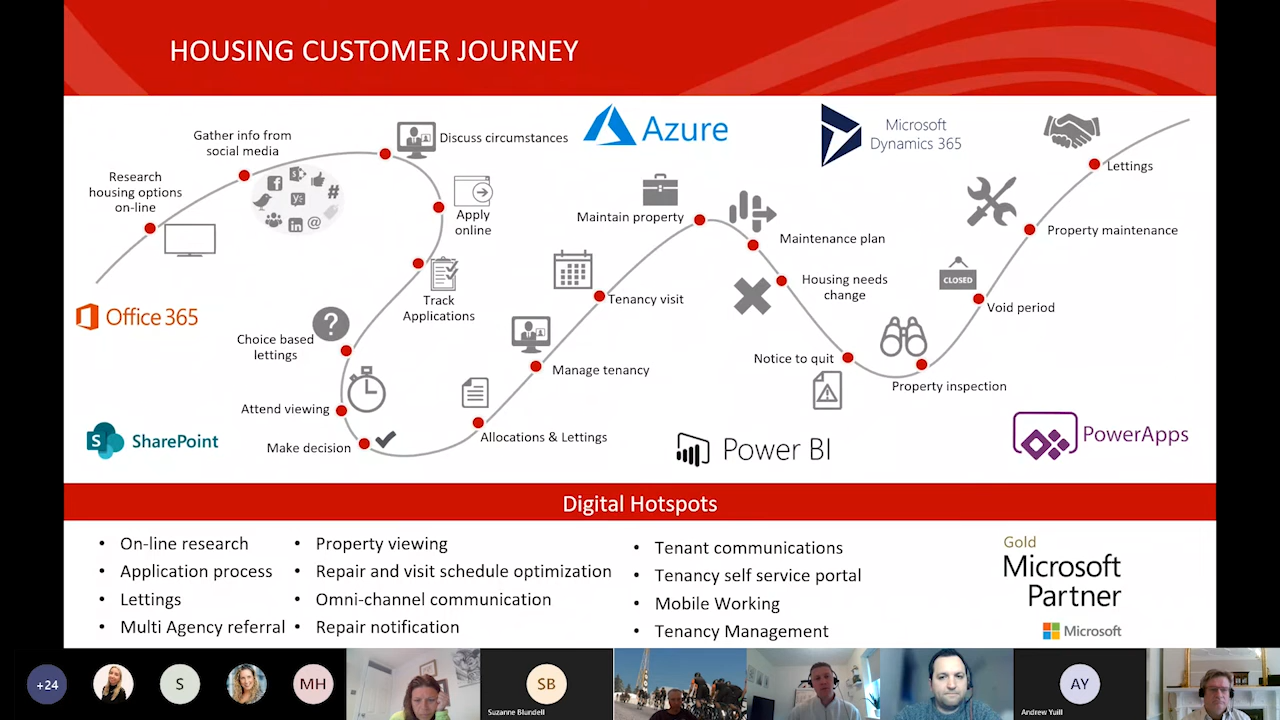 HOUSING CUSTOMER JOURNEY
Gather info from
social media
Research
housing options
on-line
Discuss circumstances
Apply
online
Track
Applications
Choice based
lettings
Attend viewing
Make decision
Allocations & Lettings
Manage tenancy
Tenancy visit
Maintain property
Maintenance plan
Housing needs
change
Notice to quit
Property inspection
CLOSED
Void period
Property maintenance
Lettings
Azure
Microsoft
Dynamics 365
Office 365
SharePoint
Power BI
PowerApps
Digital Hotspots
• On-line research
• Application process
• Lettings
• Multi Agency referral
• Property viewing
• Repair and visit schedule optimization
• Omni-channel communication
• Repair notification
• Tenant communications
• Tenancy self service portal
• Mobile Working
• Tenancy Management
Gold
Microsoft
Partner
Microsoft
+24
S
MH
SB
Suzanne Blundell
AY
Andrew Yuill